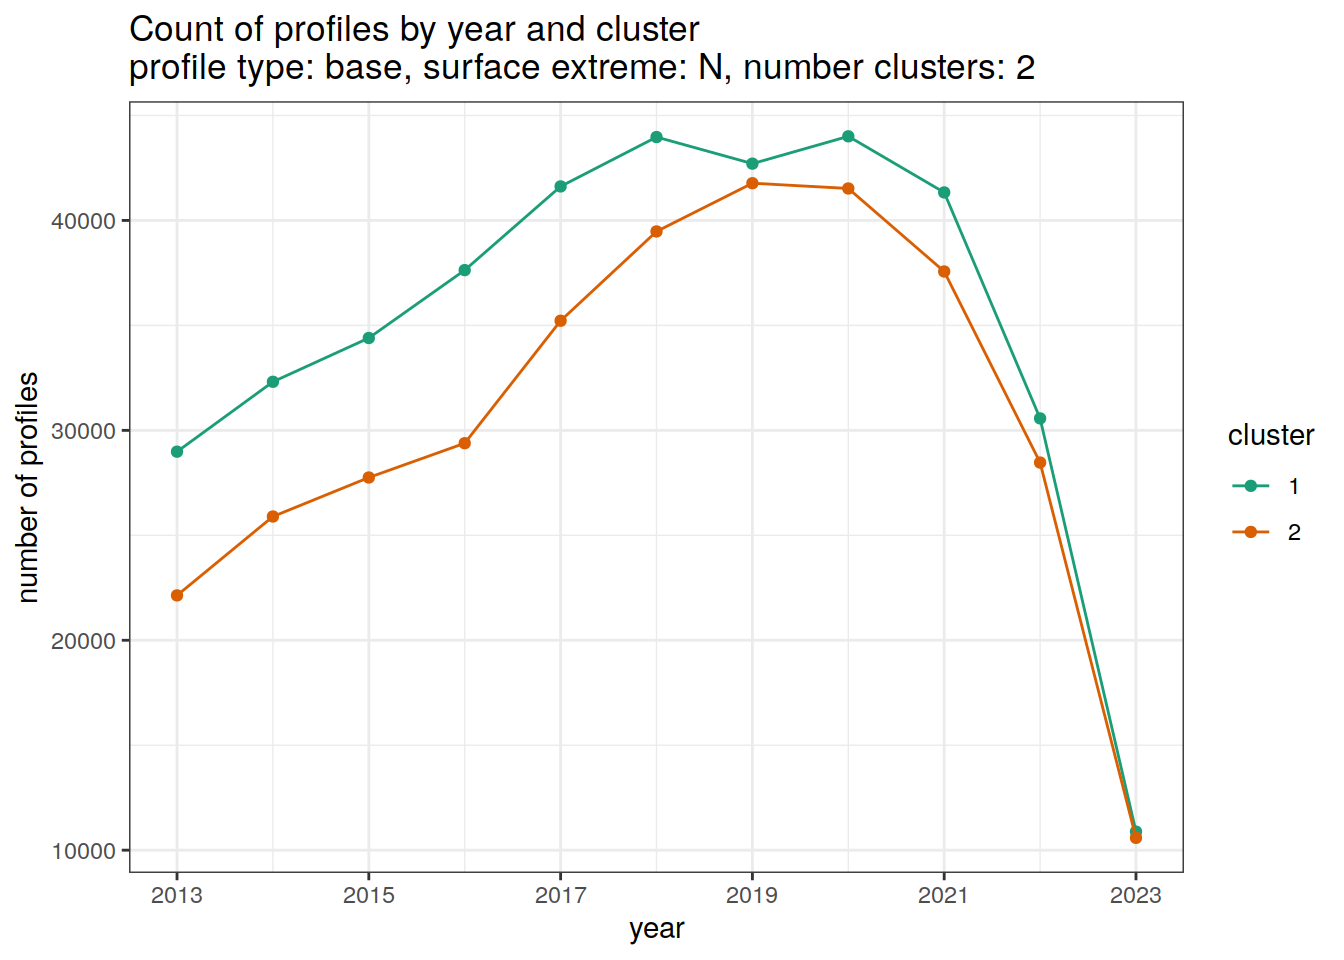 Count of profiles by year and cluster
profile type: base, surface extreme: N, number clusters: 2
number of profiles
40000
30000
20000
10000
2013 2015 2017 2019 2021 2023
year
cluster
1
2